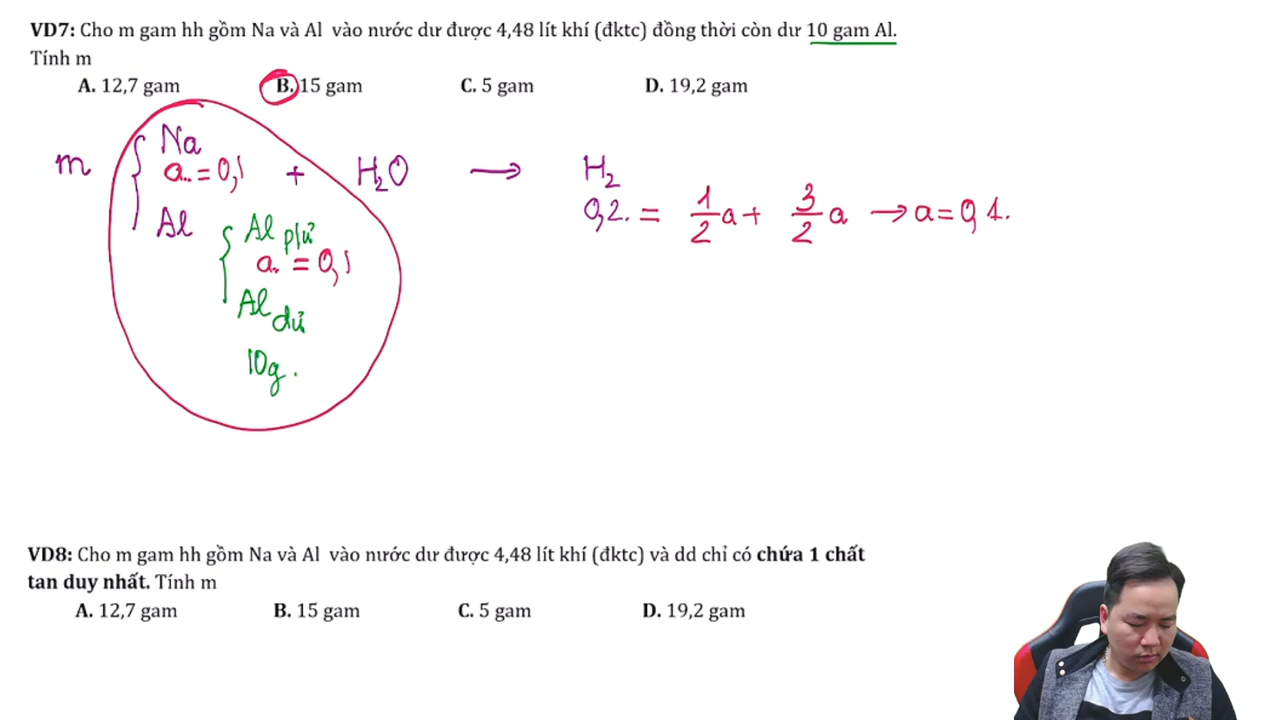 VD7: Cho m gam hh gồm Na và Al vào nước dư được 4,48 lít khí (đktc) đồng thời còn dư 10 gam Al.
Tính m
A. 12,7 gam B. 15 gam C. 5 gam D. 19,2 gam
m { Na + H₂O → H₂
a = 0,1
0,2 = 1/2 a + 3/2 a → a = 0,1.
Al { Al pứ
a = 0,1
Al dư
10g.
VD8: Cho m gam hh gồm Na và Al vào nước dư được 4,48 lít khí (đktc) và dd chỉ có chứa 1 chất
tan duy nhất. Tính m
A. 12,7 gam B. 15 gam C. 5 gam D. 19,2 gam